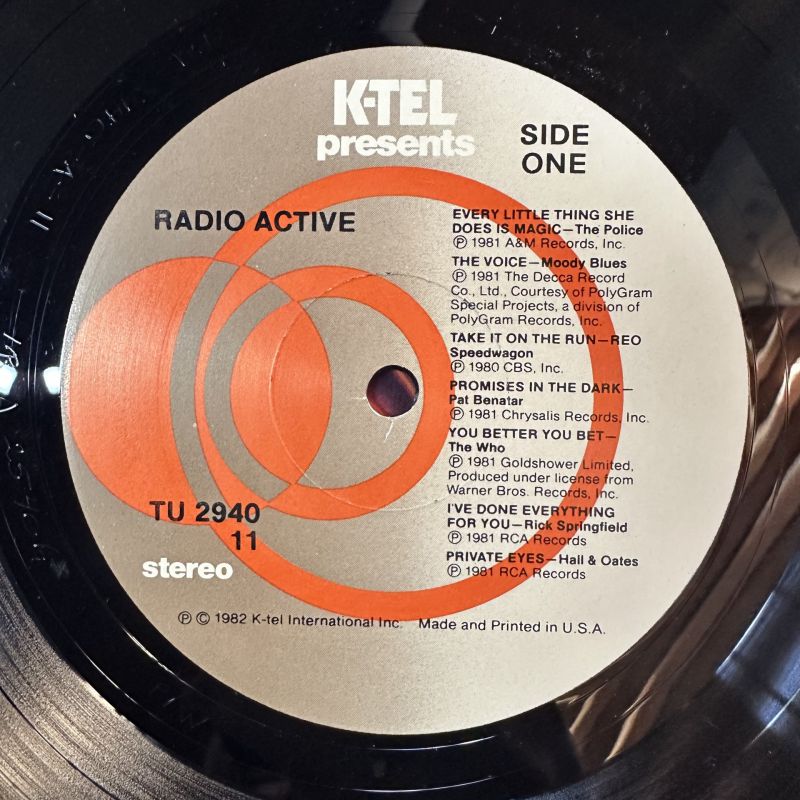 K-TEL
presents
SIDE
ONE
RADIO ACTIVE
EVERY LITTLE THING SHE
DOES IS MAGIC—The Police
Ⓟ 1981 A&M Records, Inc.
THE VOICE—Moody Blues
Ⓟ 1981 The Decca Record
Co., Ltd., Courtesy of PolyGram
Special Projects, a division of
PolyGram Records, Inc.
TAKE IT ON THE RUN—REO
Speedwagon
Ⓟ 1980 CBS, Inc.
PROMISES IN THE DARK—
Pat Benatar
Ⓟ 1981 Chrysalis Records, Inc.
YOU BETTER YOU BET—
The Who
Ⓟ 1981 Goldshower Limited,
Produced under license from
Warner Bros. Records, Inc.
I'VE DONE EVERYTHING
FOR YOU—Rick Springfield
Ⓟ 1981 RCA Records
PRIVATE EYES—Hall & Oates
Ⓟ 1981 RCA Records
TU 2940
11
stereo
Ⓟ © 1982 K-tel International Inc. Made and Printed in U.S.A.